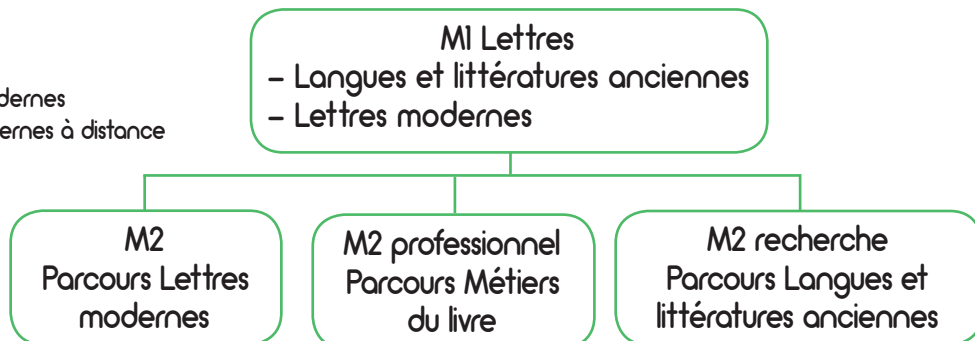 M1 Lettres
– Langues et littératures anciennes
– Lettres modernes
dernes
ernes à distance
M2
Parcours Lettres
modernes
M2 professionnel
Parcours Métiers
du livre
M2 recherche
Parcours Langues et
littératures anciennes